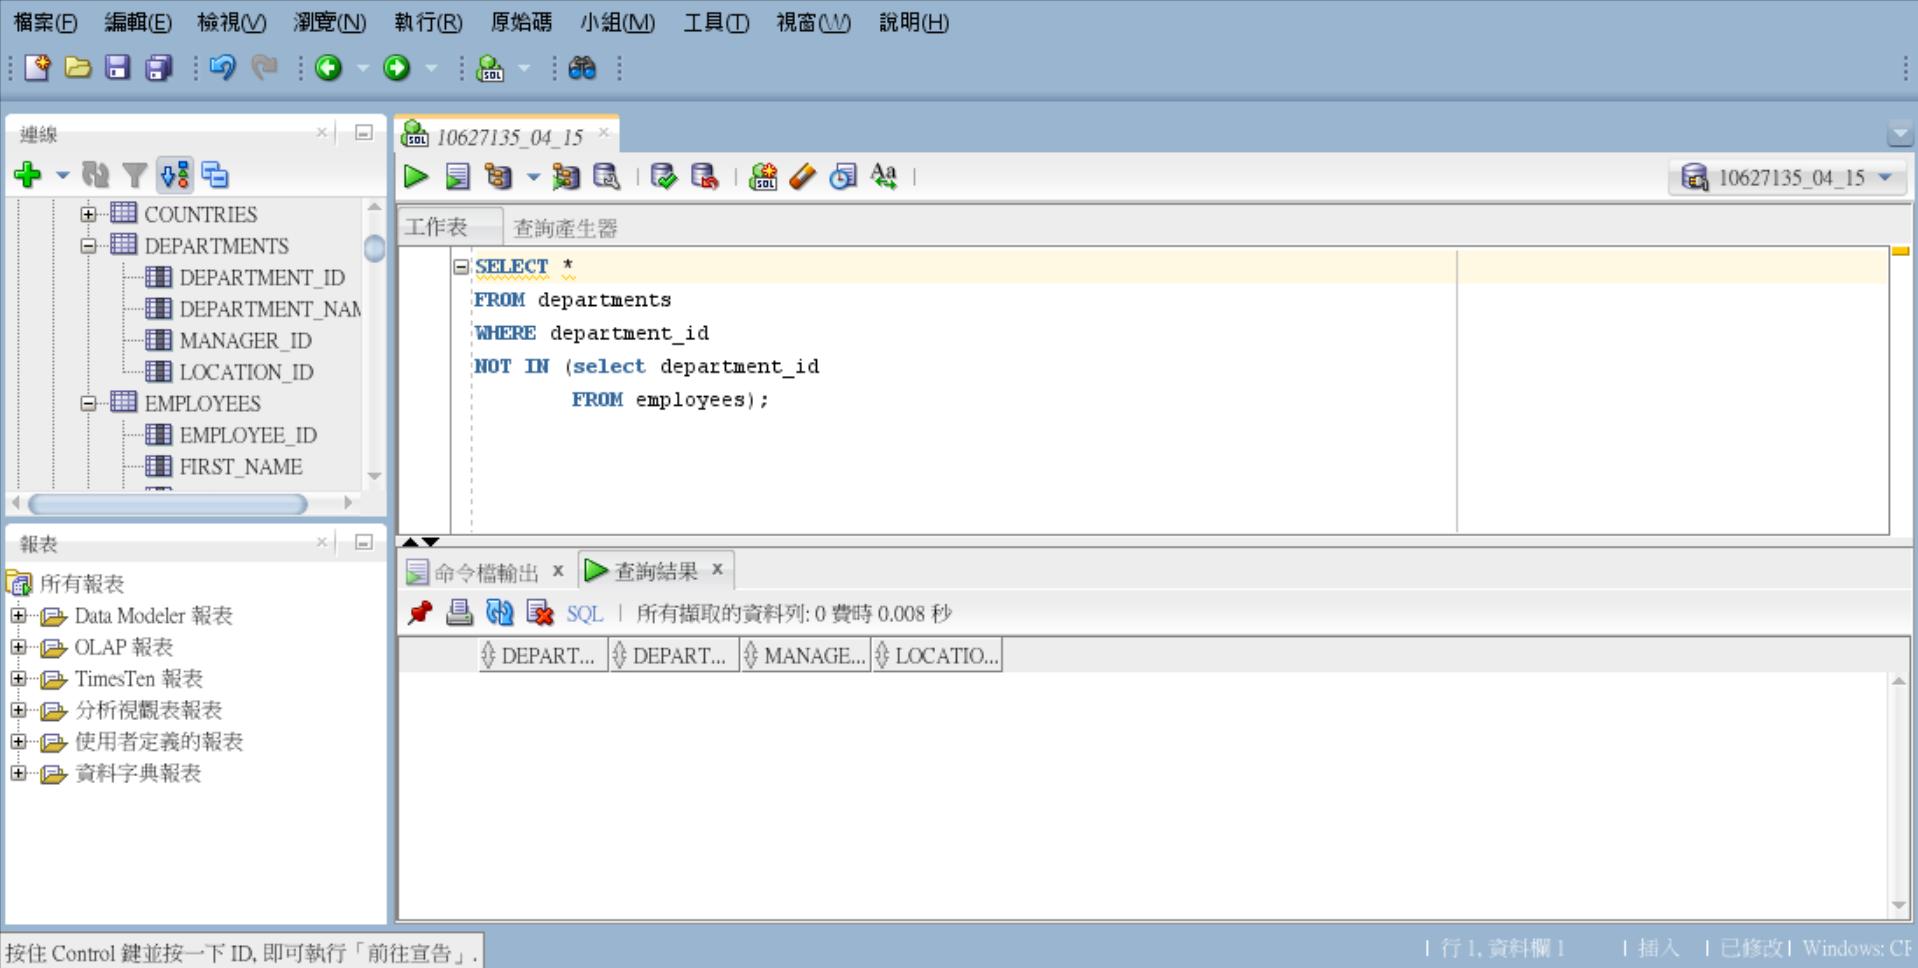 檔案(F) 編輯(E) 檢視(V) 瀏覽(N) 執行(R) 原始碼 小組(M) 工具(T) 視窗(W) 說明(H)
連線
COUNTRIES
DEPARTMENTS
DEPARTMENT_ID
DEPARTMENT_NAM
MANAGER_ID
LOCATION_ID
EMPLOYEES
EMPLOYEE_ID
FIRST_NAME
報表
所有報表
Data Modeler 報表
OLAP 報表
TimesTen 報表
分析視觀表報表
使用者定義的報表
資料字典報表
10627135_04_15
10627135_04_15
工作表 查詢產生器
SELECT *
FROM departments
WHERE department_id
NOT IN (select department_id
FROM employees);
命令檔輸出 x 查詢結果 x
SQL | 所有擷取的資料列: 0 費時 0.008 秒
DEPART... DEPART... MANAGE... LOCATIO...
按住 Control 鍵並按一下 ID, 即可執行「前往宣告」.
| 行 1, 資料欄 1 | 插入 | 已修改 | Windows: CF